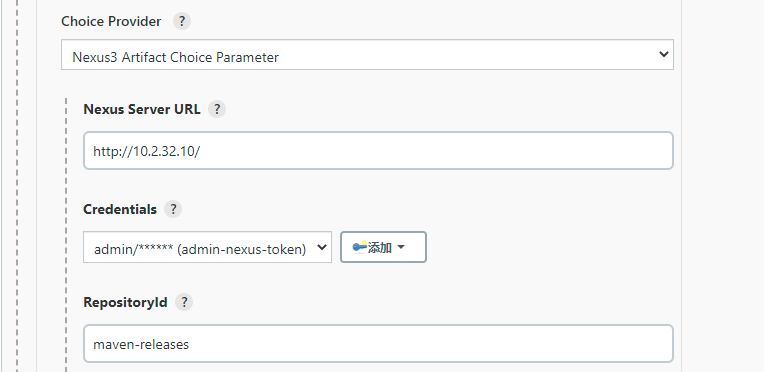 Choice Provider ?
Nexus3 Artifact Choice Parameter
Nexus Server URL ?
http://10.2.32.10/
Credentials ?
admin/****** (admin-nexus-token) 添加
RepositoryId ?
maven-releases